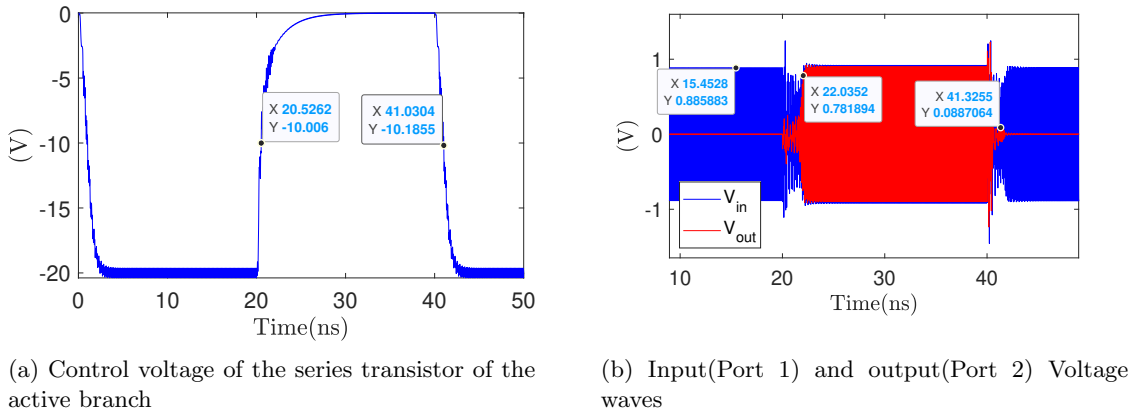 0
-5
-10
-15
-20
(V)
X 20.5262
Y -10.006
X 41.0304
Y -10.1855
0
10
20
30
40
50
Time(ns)
(a) Control voltage of the series transistor of the
active branch
1
0
-1
(V)
X 15.4528
Y 0.885883
X 22.0352
Y 0.781894
X 41.3255
Y 0.0887064
V_in
V_out
10
20
30
40
Time(ns)
(b) Input(Port 1) and output(Port 2) Voltage
waves